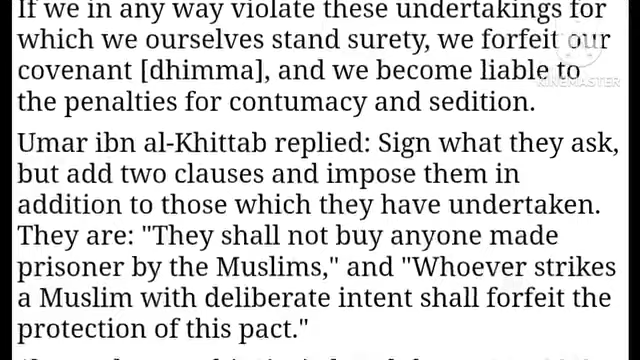 If we in any way violate these undertakings for
which we ourselves stand surety, we forfeit our
covenant [dhimma], and we become liable to
the penalties for contumacy and sedition.
KINEMASTER
Umar ibn al-Khittab replied: Sign what they ask,
but add two clauses and impose them in
addition to those which they have undertaken.
They are: "They shall not buy anyone made
prisoner by the Muslims," and "Whoever strikes
a Muslim with deliberate intent shall forfeit the
protection of this pact."